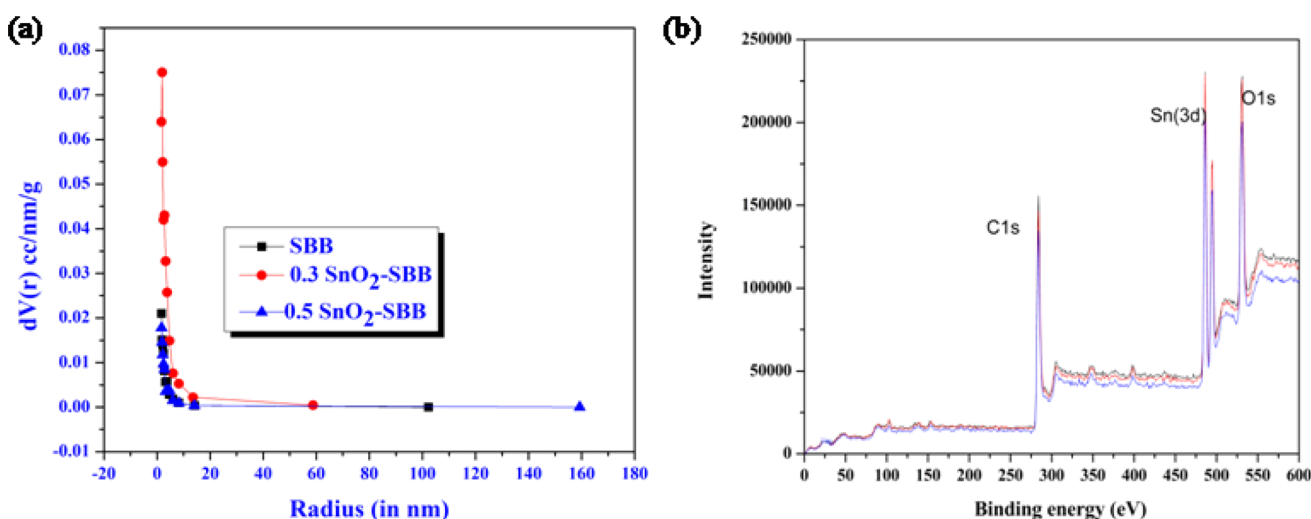 (a)
0.08
0.07
0.06
0.05
0.04
0.03
0.02
0.01
0.00
-0.01
dV(r) cc/nm/g
SBB
0.3 SnO₂-SBB
0.5 SnO₂-SBB
-20 0 20 40 60 80 100 120 140 160 180
Radius (in nm)
(b)
250000
200000
150000
100000
50000
0
Intensity
C1s
Sn(3d)
O1s
0 50 100 150 200 250 300 350 400 450 500 550 600
Binding energy (eV)